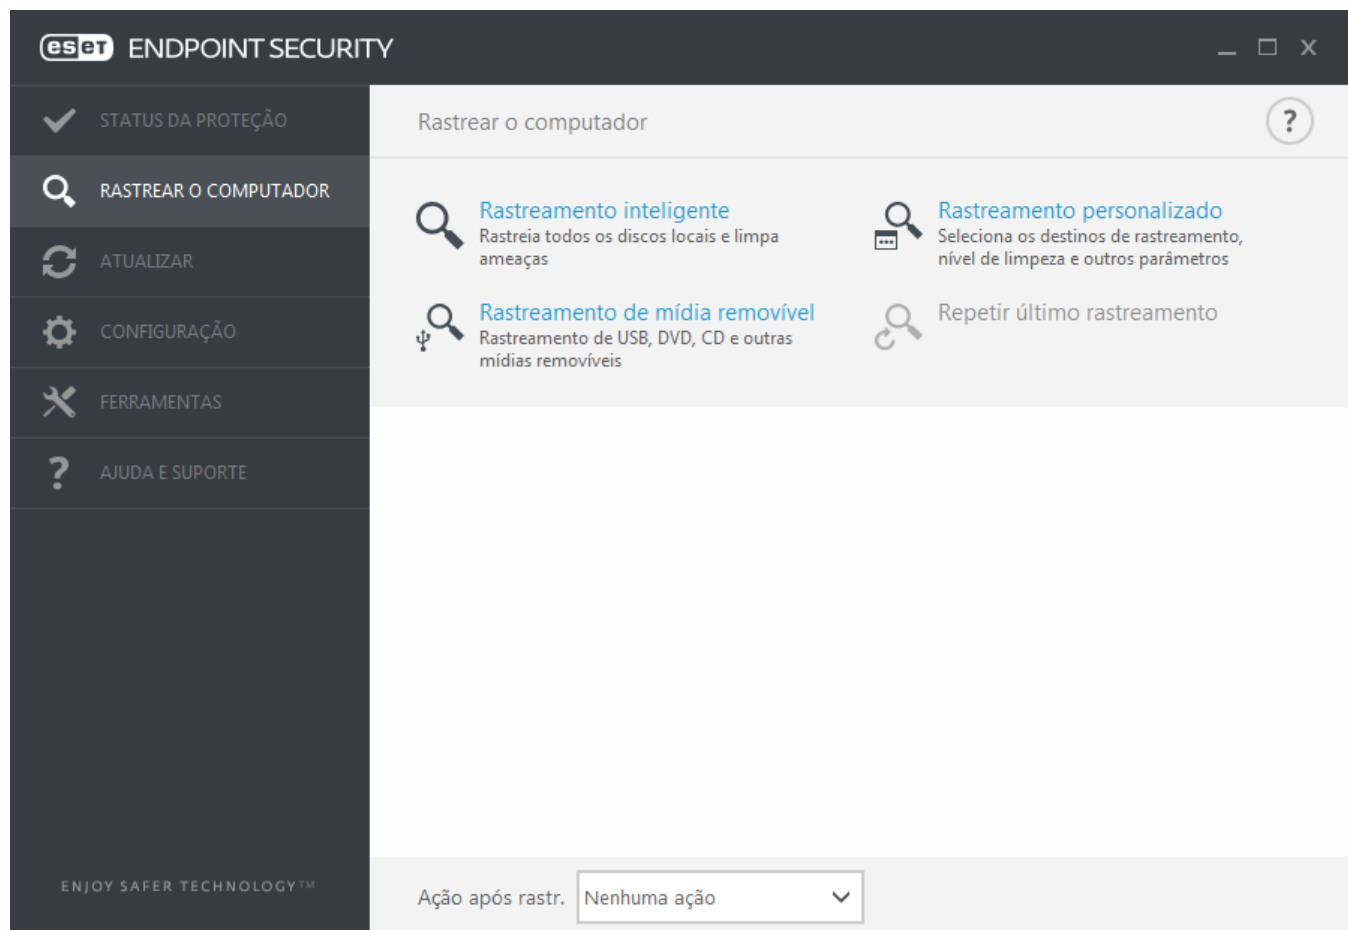 eset ENDPOINT SECURITY
STATUS DA PROTEÇÃO
RASTREAR O COMPUTADOR
ATUALIZAR
CONFIGURAÇÃO
FERRAMENTAS
AJUDA E SUPORTE
ENJOY SAFER TECHNOLOGY™
Rastrear o computador
?
Rastreamento inteligente
Rastreia todos os discos locais e limpa
ameaças
Rastreamento personalizado
Seleciona os destinos de rastreamento,
nível de limpeza e outros parâmetros
Rastreamento de mídia removível
Rastreamento de USB, DVD, CD e outras
mídias removíveis
Repetir último rastreamento
Ação após rastr.
Nenhuma ação